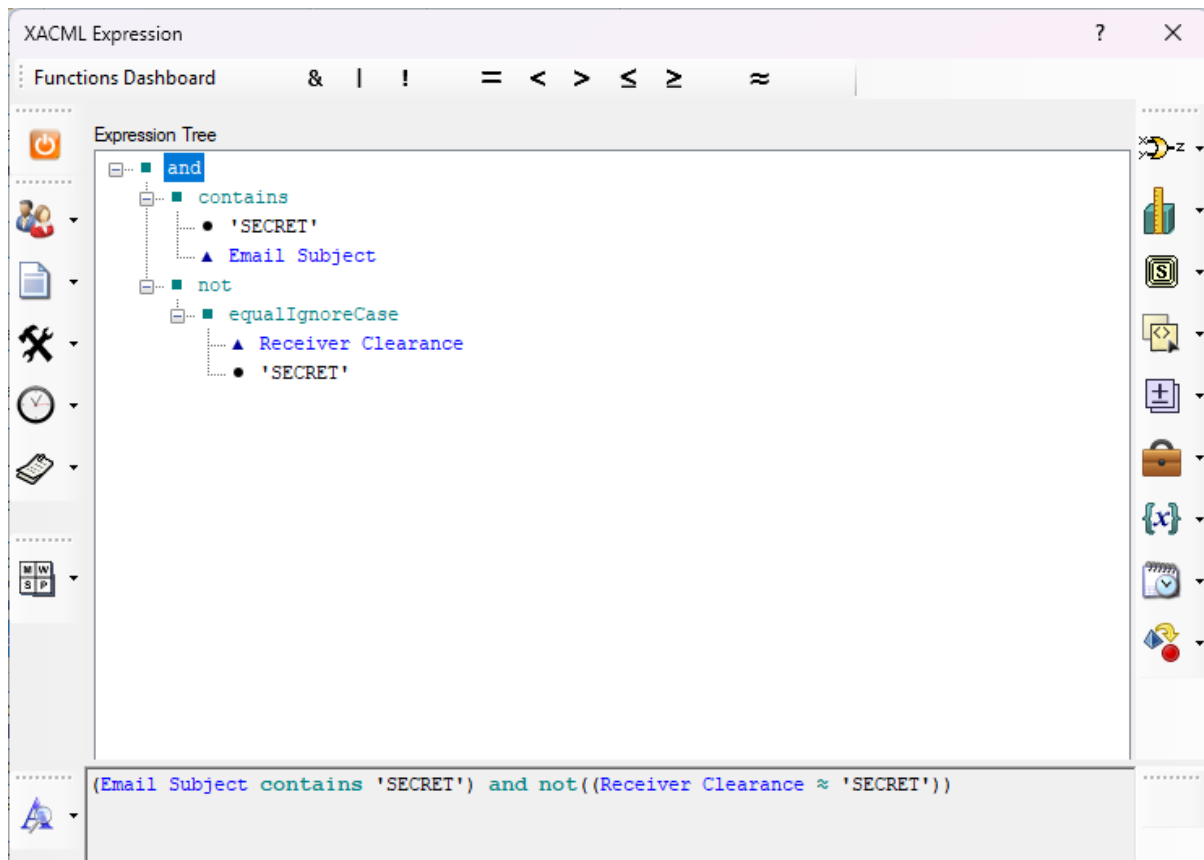 XACML Expression ?
Functions Dashboard & | ! = < > ≤ ≥ ≈
Expression Tree
and
contains
'SECRET'
Email Subject
not
equalIgnoreCase
Receiver Clearance
'SECRET'
X Y Z
S
<>
±
{x}
M W
S P
A
(Email Subject contains 'SECRET') and not((Receiver Clearance ≈ 'SECRET'))